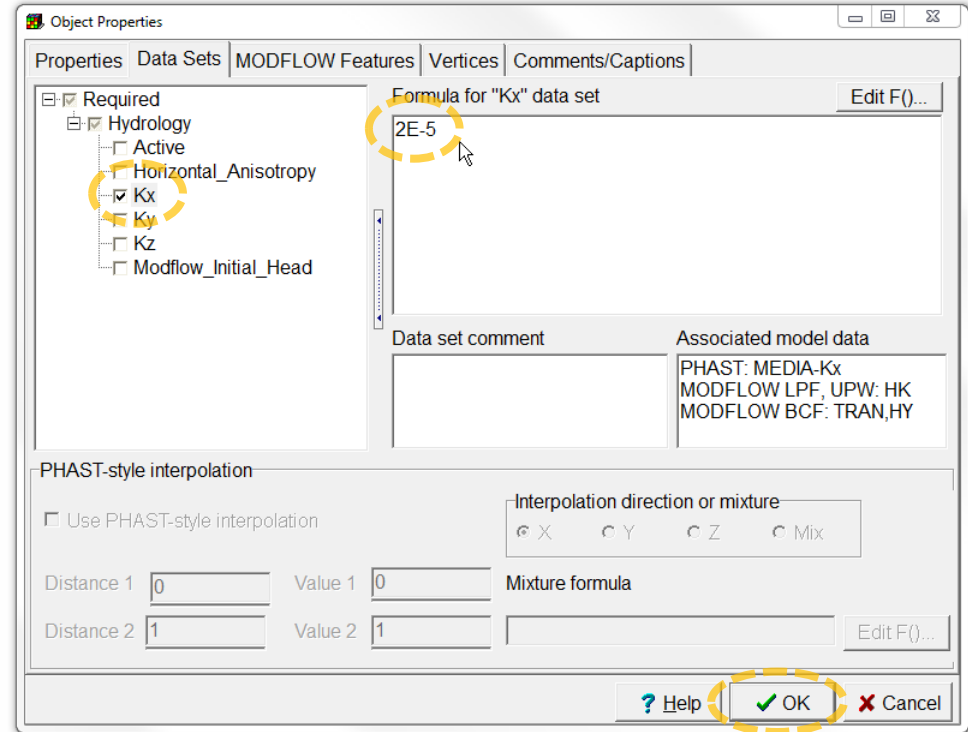 Object Properties
Properties Data Sets MODFLOW Features Vertices Comments/Captions
Required
Hydrology
Active
Horizontal_Anisotropy
Kx
Ky
Kz
Modflow_Initial_Head
Formula for "Kx" data set
Edit F()...
2E-5
Data set comment
Associated model data
PHAST: MEDIA-Kx
MODFLOW LPF, UPW: HK
MODFLOW BCF: TRAN,HY
PHAST-style interpolation
Use PHAST-style interpolation
Interpolation direction or mixture
X Y Z Mix
Distance 1 0 Value 1 0 Mixture formula
Distance 2 1 Value 2 1 Edit F()...
? Help OK Cancel